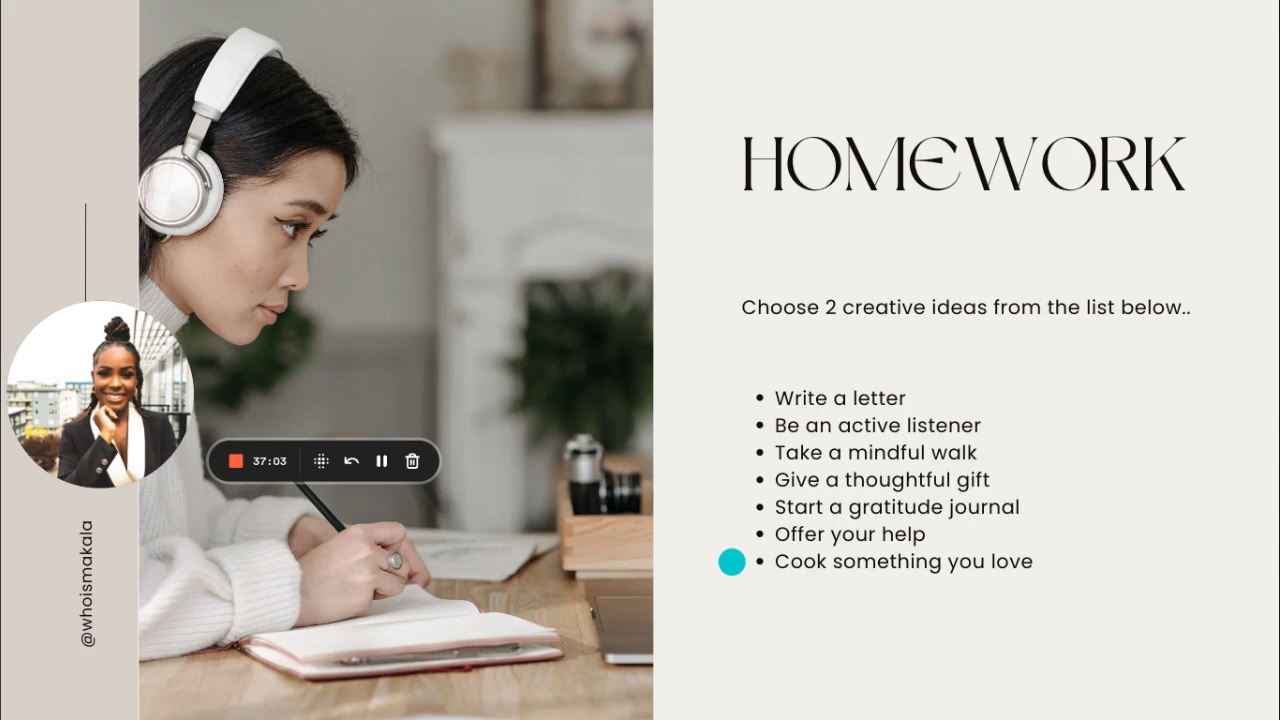 HOMEWORK
Choose 2 creative ideas from the list below..
• Write a letter
• Be an active listener
• Take a mindful walk
• Give a thoughtful gift
• Start a gratitude journal
• Offer your help
• Cook something you love
37:03
@whoismakala